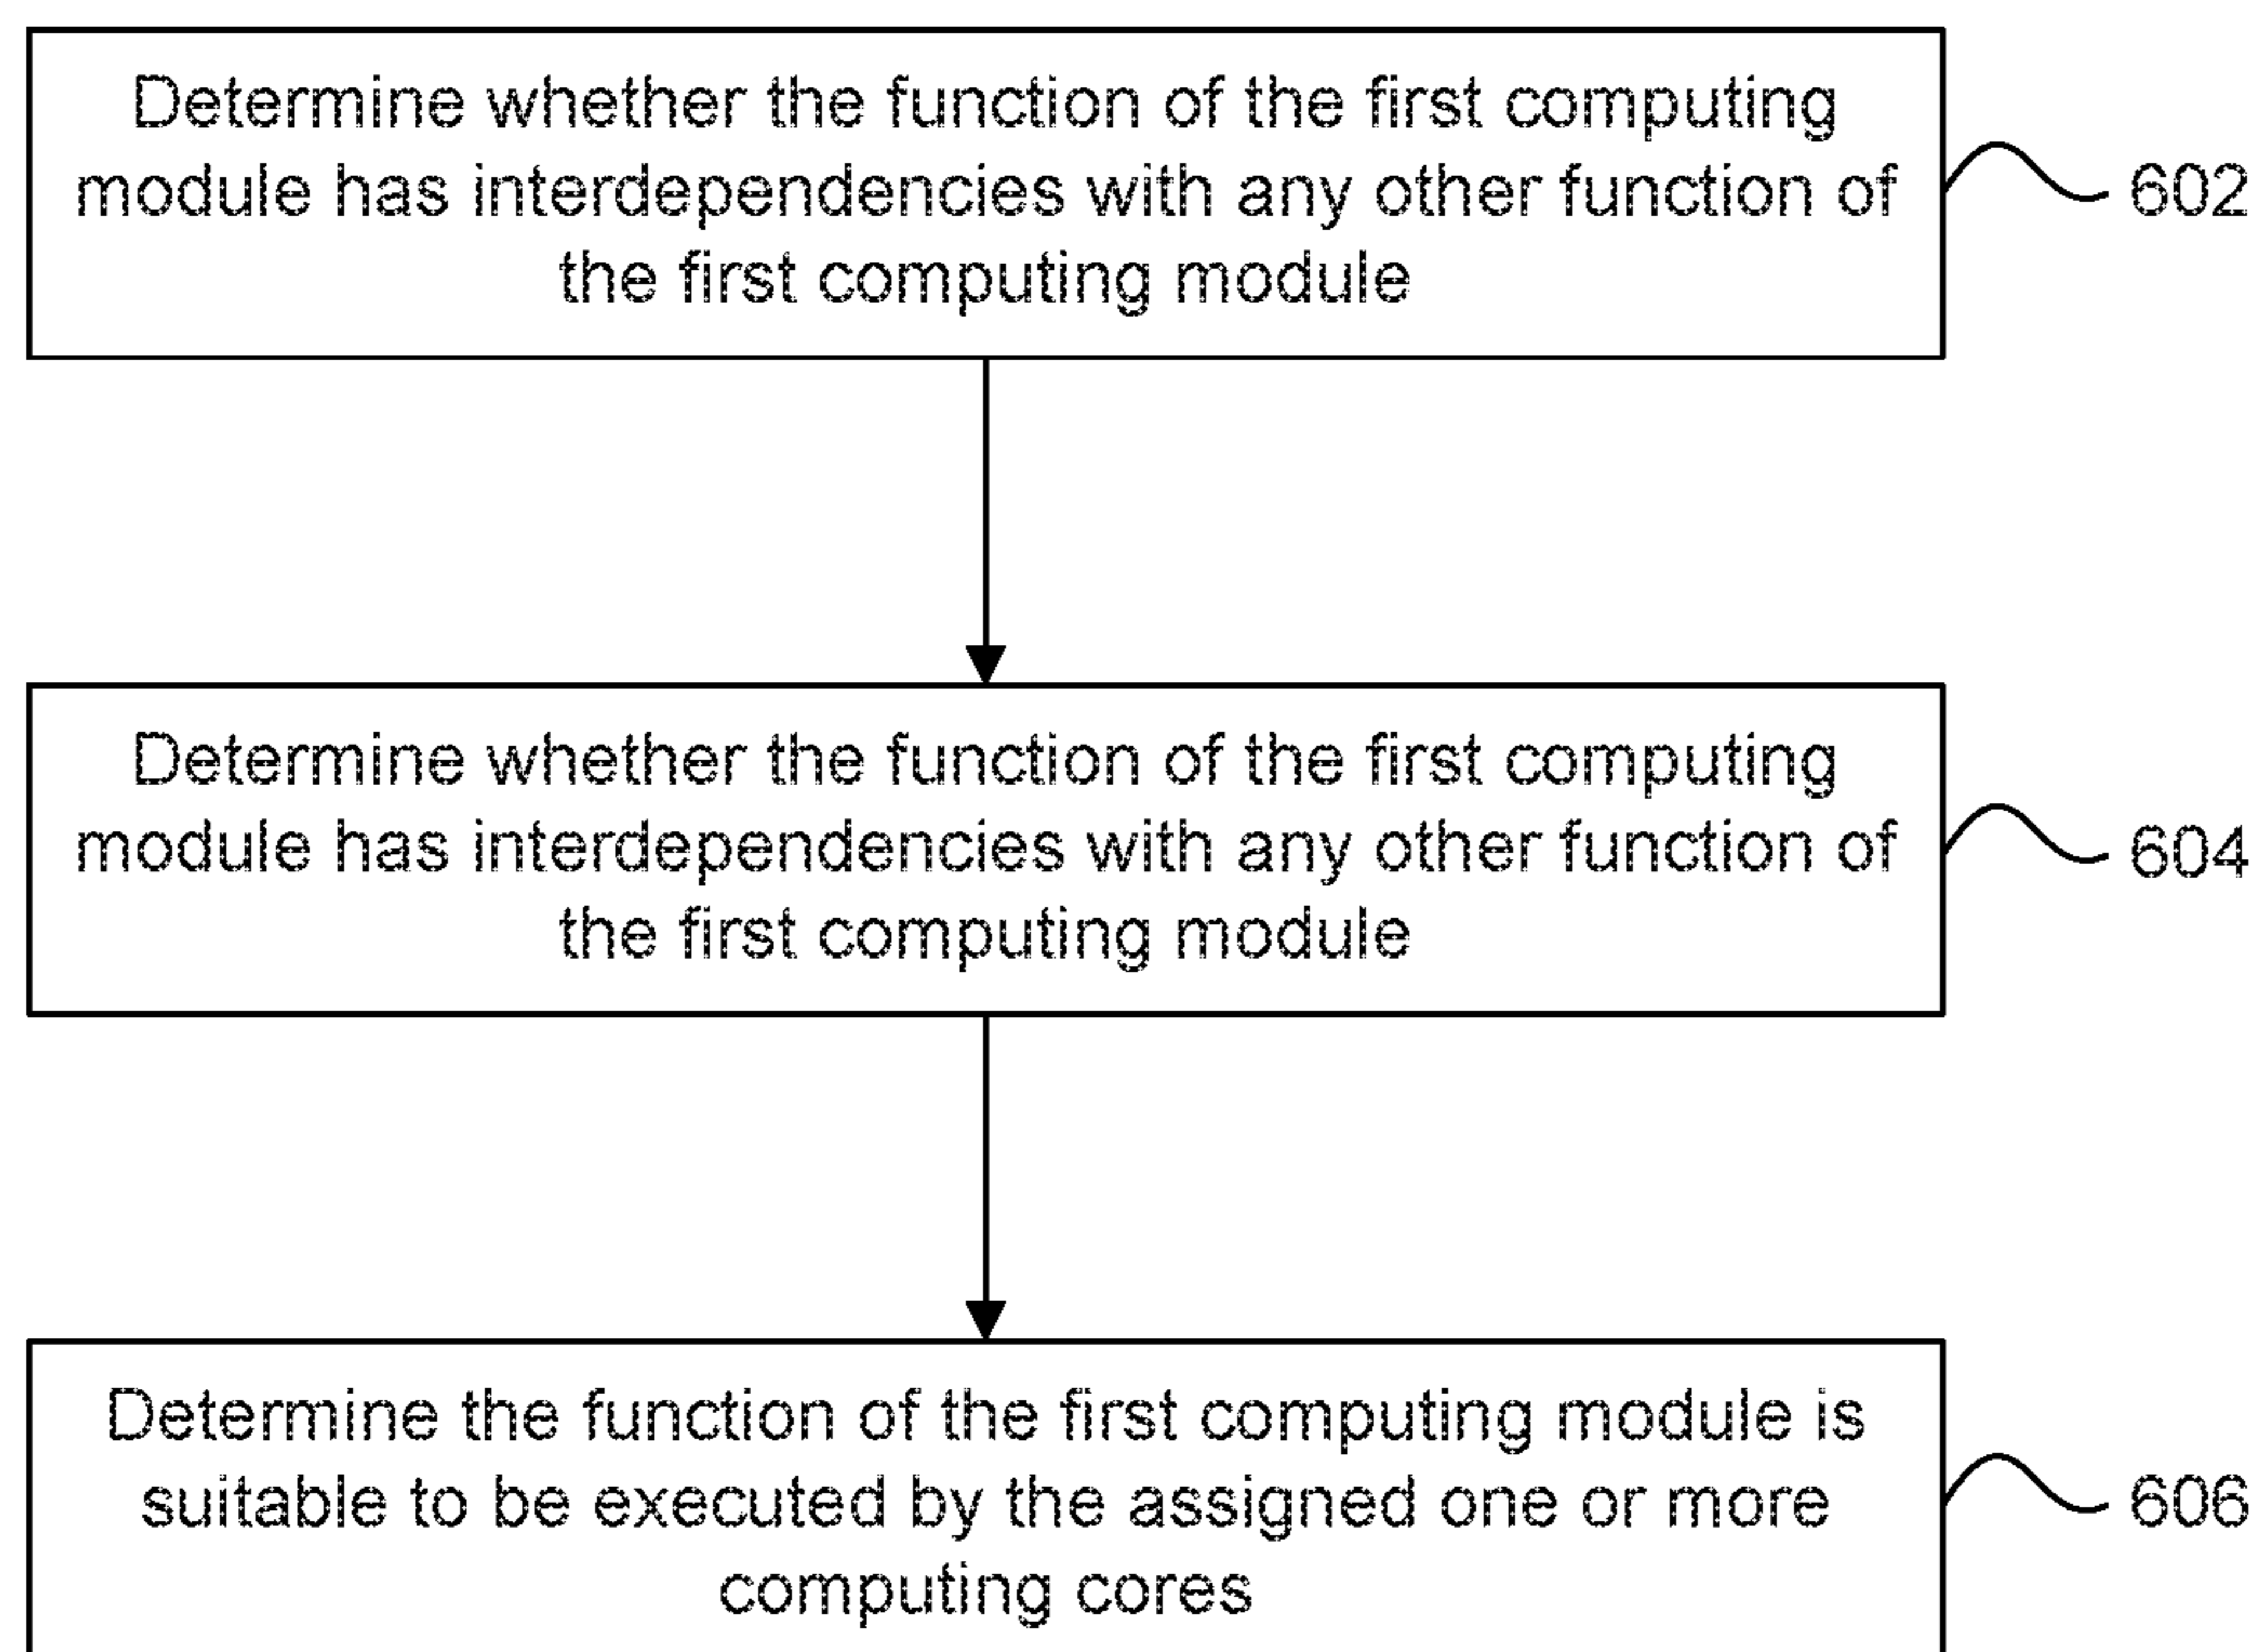 Determine whether the function of the first computing
module has interdependencies with any other function of
the first computing module
602
Determine whether the function of the first computing
module has interdependencies with any other function of
the first computing module
604
Determine the function of the first computing module is
suitable to be executed by the assigned one or more
computing cores
606